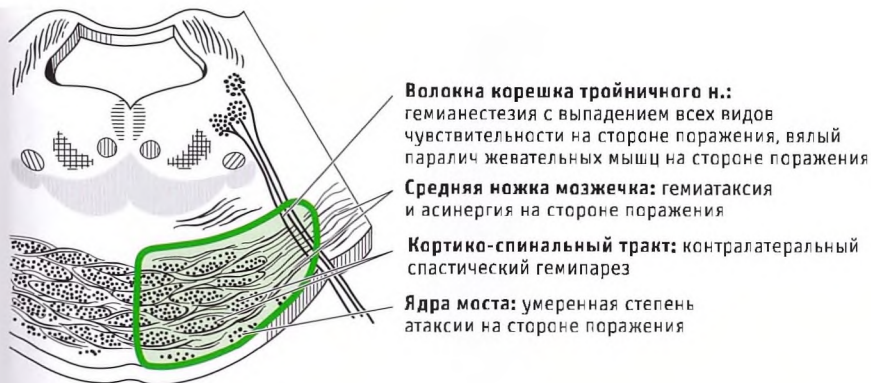 Волокна корешка тройничного н.:
гемианестезия с выпадением всех видов
чувствительности на стороне поражения, вялый
паралич жевательных мышц на стороне поражения
Средняя ножка мозжечка: гемиатаксия
и асинергия на стороне поражения
Кортико-спинальный тракт: контралатеральный
спастический гемипарез
Ядра моста: умеренная степень
атаксии на стороне поражения